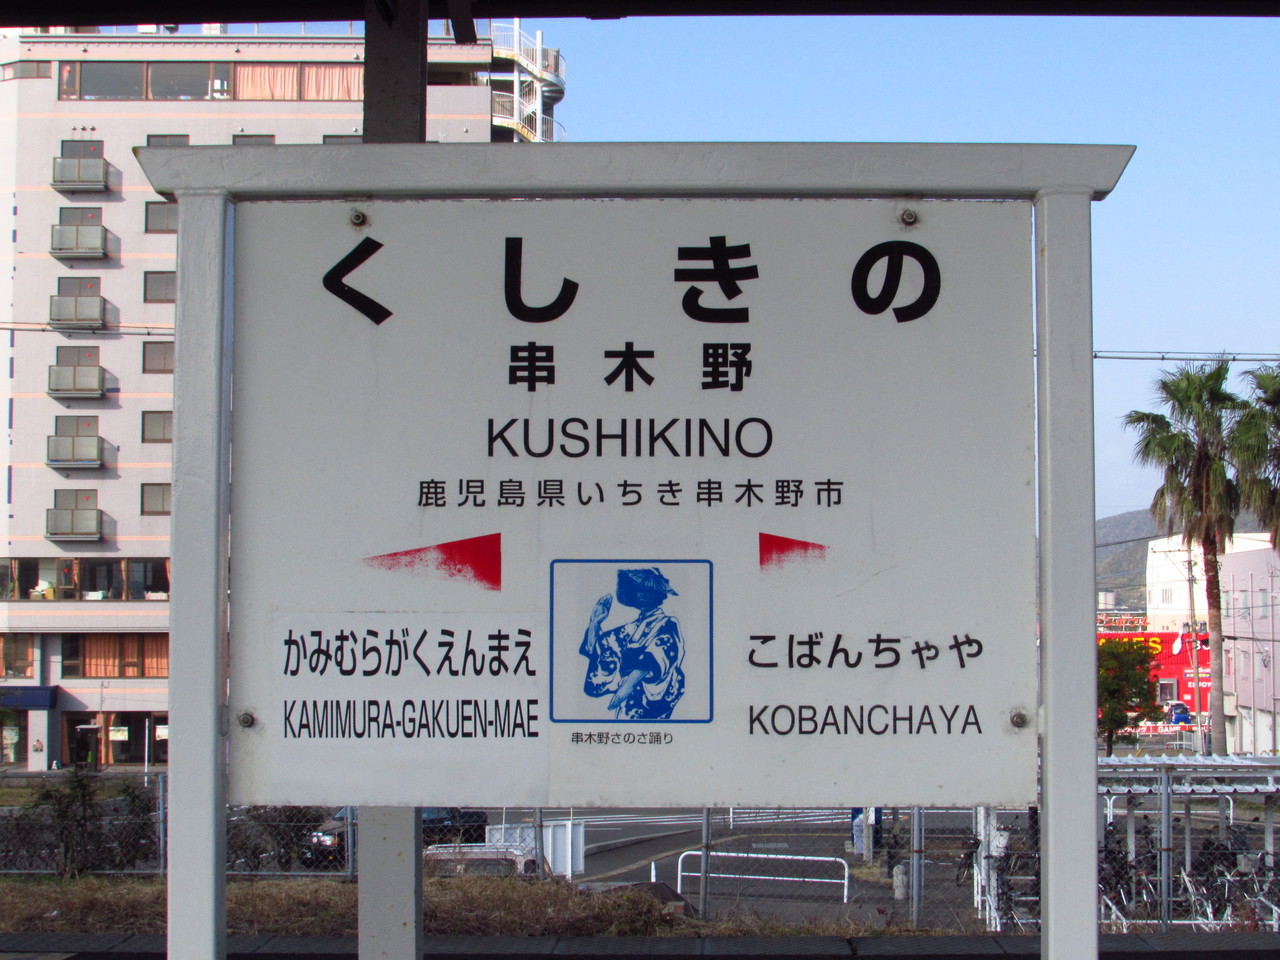 くしきの
串木野
KUSHIKINO
鹿児島県いちき串木野市
かみむらがくえんまえ
KAMIMURA-GAKUEN-MAE
串木野さのさ踊り
こばんちゃや
KOBANCHAYA